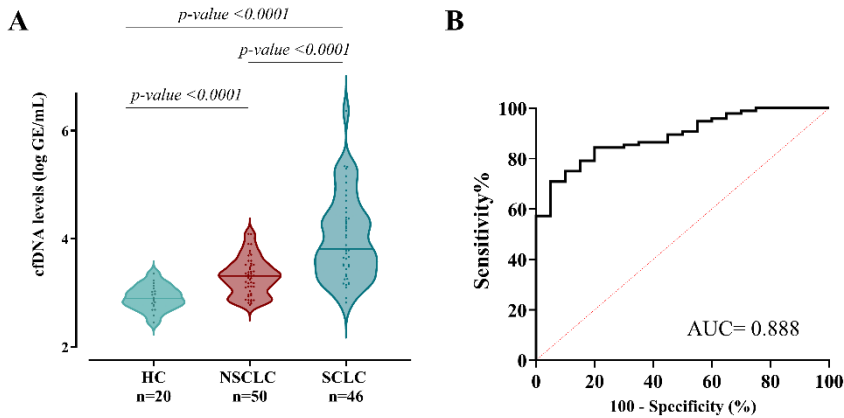 A
p-value <0.0001
p-value <0.0001
p-value <0.0001
cfDNA levels (log GE/mL)
6
4
2
HC
n=20
NSCLC
n=50
SCLC
n=46
B
Sensitivity%
100
80
60
40
20
0
AUC= 0.888
0
20
40
60
80
100
100 - Specificity (%)